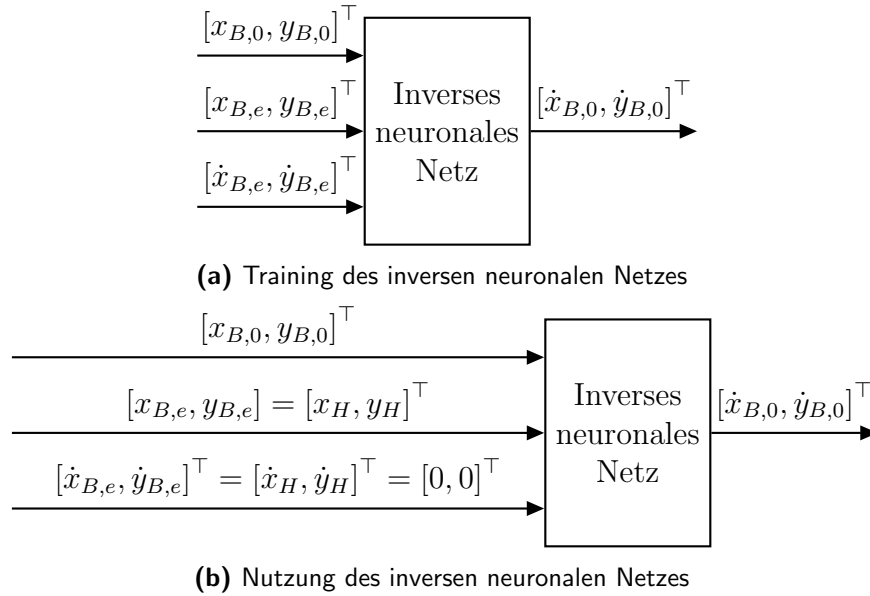 [x_{B,0}, y_{B,0}]^⊤
[x_{B,e}, y_{B,e}]^⊤
[ẋ_{B,e}, ẏ_{B,e}]^⊤
Inverses
neuronales
Netz
[ẋ_{B,0}, ẏ_{B,0}]^⊤
(a) Training des inversen neuronalen Netzes
[x_{B,0}, y_{B,0}]^⊤
[x_{B,e}, y_{B,e}] = [x_H, y_H]^⊤
[ẋ_{B,e}, ẏ_{B,e}]^⊤ = [ẋ_H, ẏ_H]^⊤ = [0, 0]^⊤
Inverses
neuronales
Netz
[ẋ_{B,0}, ẏ_{B,0}]^⊤
(b) Nutzung des inversen neuronalen Netzes